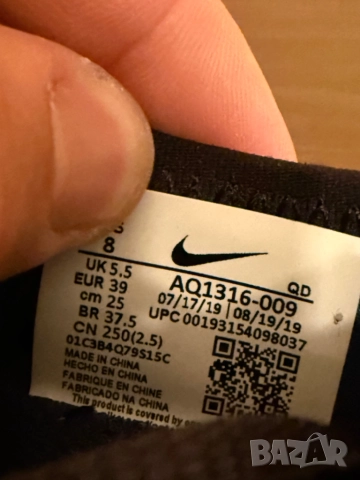 8
UK 5.5
EUR 39
cm 25
BR 37.5
CN 250(2.5)
01C3B4Q79S15C
MADE IN CHINA
HECHO EN CHINA
FABRIQUE EN CHINE
FABRICADO NA CHINA
AQ1316-009 QD
07/17/19 08/19/19
UPC 00193154098037
BAZAR